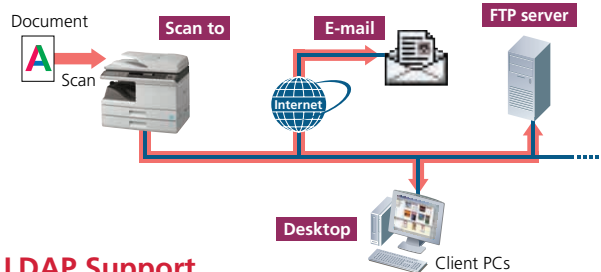 Document
Scan to
E-mail
FTP server
A
Scan
Internet
Desktop
Client PCs
LDAP Support